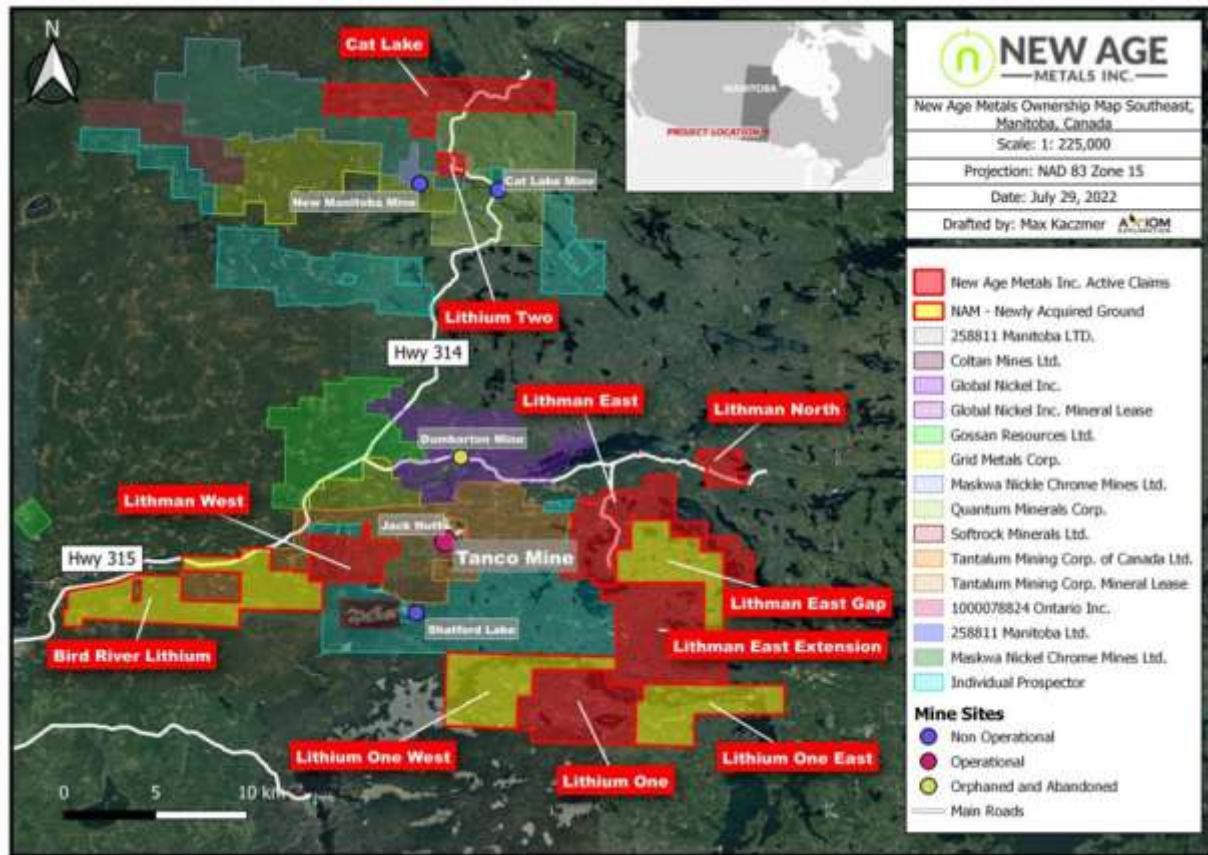 N
Cat Lake
MANITOBA
PROJECT LOCATION
New Manitoba Mine
Cat Lake Mine
Lithium Two
Hwy 314
Lithman East
Lithman North
Dumbarton Mine
Lithman West
Jack Nutt
Tanco Mine
Hwy 315
Lithman East Gap
Shatford Lake
Bird River Lithium
Lithman East Extension
Lithium One West
Lithium One East
Lithium One
0 5 10 km
NEW AGE
METALS INC.
New Age Metals Ownership Map Southeast,
Manitoba, Canada
Scale: 1: 225,000
Projection: NAD 83 Zone 15
Date: July 29, 2022
Drafted by: Max Kaczmer AXIOM
New Age Metals Inc. Active Claims
NAM - Newly Acquired Ground
258811 Manitoba LTD.
Coltan Mines Ltd.
Global Nickel Inc.
Global Nickel Inc. Mineral Lease
Gossan Resources Ltd.
Grid Metals Corp.
Maskwa Nickle Chrome Mines Ltd.
Quantum Minerals Corp.
Softrock Minerals Ltd.
Tantalum Mining Corp. of Canada Ltd.
Tantalum Mining Corp. Mineral Lease
1000078824 Ontario Inc.
258811 Manitoba Ltd.
Maskwa Nickel Chrome Mines Ltd.
Individual Prospector
Mine Sites
Non Operational
Operational
Orphaned and Abandoned
Main Roads